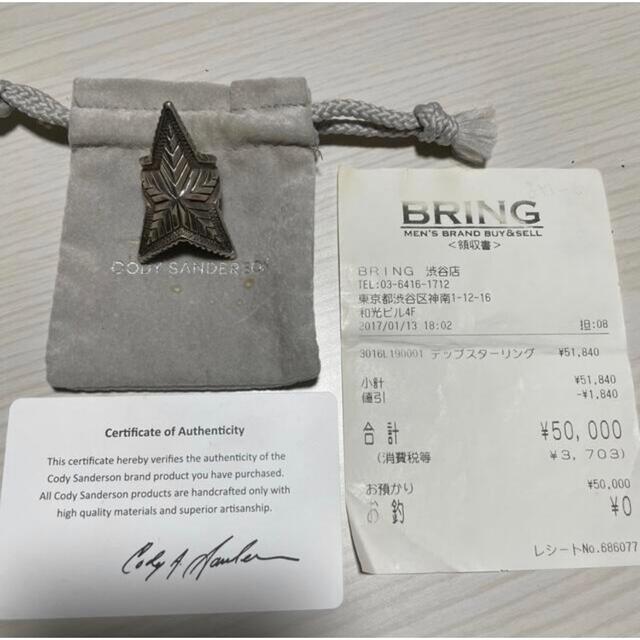 CODY SANDERSO
Certificate of Authenticity
This certificate hereby verifies the authenticity of the
Cody Sanderson brand product you have purchased.
All Cody Sanderson products are handcrafted only with
high quality materials and superior artisanship.
BRING
MEN'S BRAND BUY&SELL
<領収書>
BRING 渋谷店
TEL:03-6416-1712
東京都渋谷区神南1-12-16
和光ビル4F
2017/01/13 18:02 担:08
3016L190001 デップスターリング ¥51,840
小計 ¥51,840
値引 -¥1,840
合計 ¥50,000
(消費税等 ¥3,703)
お預かり ¥50,000
お釣 ¥0
レシートNo.686077